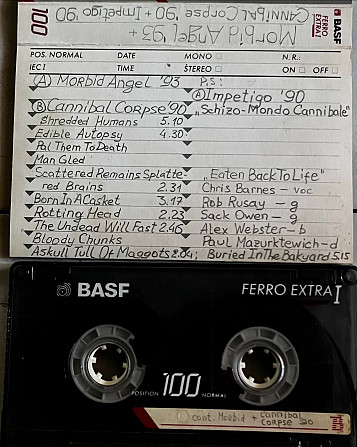 100
CANNIBAL CORPSE '90 + IMPETIGO '90
MORBID ANGEL '93 +
FERRO
EXTRA I
BASF
POS. NORMAL DATE MONO N.R.:
IEC I TIME STEREO ON OFF
A MORBID ANGEL '93 P.S:
A IMPETIGO '90
B CANNIBAL CORPSE '90 "Schizo-Mondo Cannibale"
Shredded Humans 5.10
Edible Autopsy 4.30
Pal Them To Death
Man Gled
Scattered Remains Splatte- "Eaten Back To Life"
red Brains 2.31 Chris Barnes - voc
Born In A Casket 3.17 Rob Rusay - g
Rotting Head 2.23 Sack Owen - g
The Undead Will Fast 2.46 Alex Webster - b
Bloody Chunks Paul Mazurktewich - d
Askull Full Of Maggots 2.04; Buried In The Bakyard 5.15
BASF FERRO EXTRA I
POSITION 100 NORMAL
cont. Morbid + Cannibal
Corpse '90